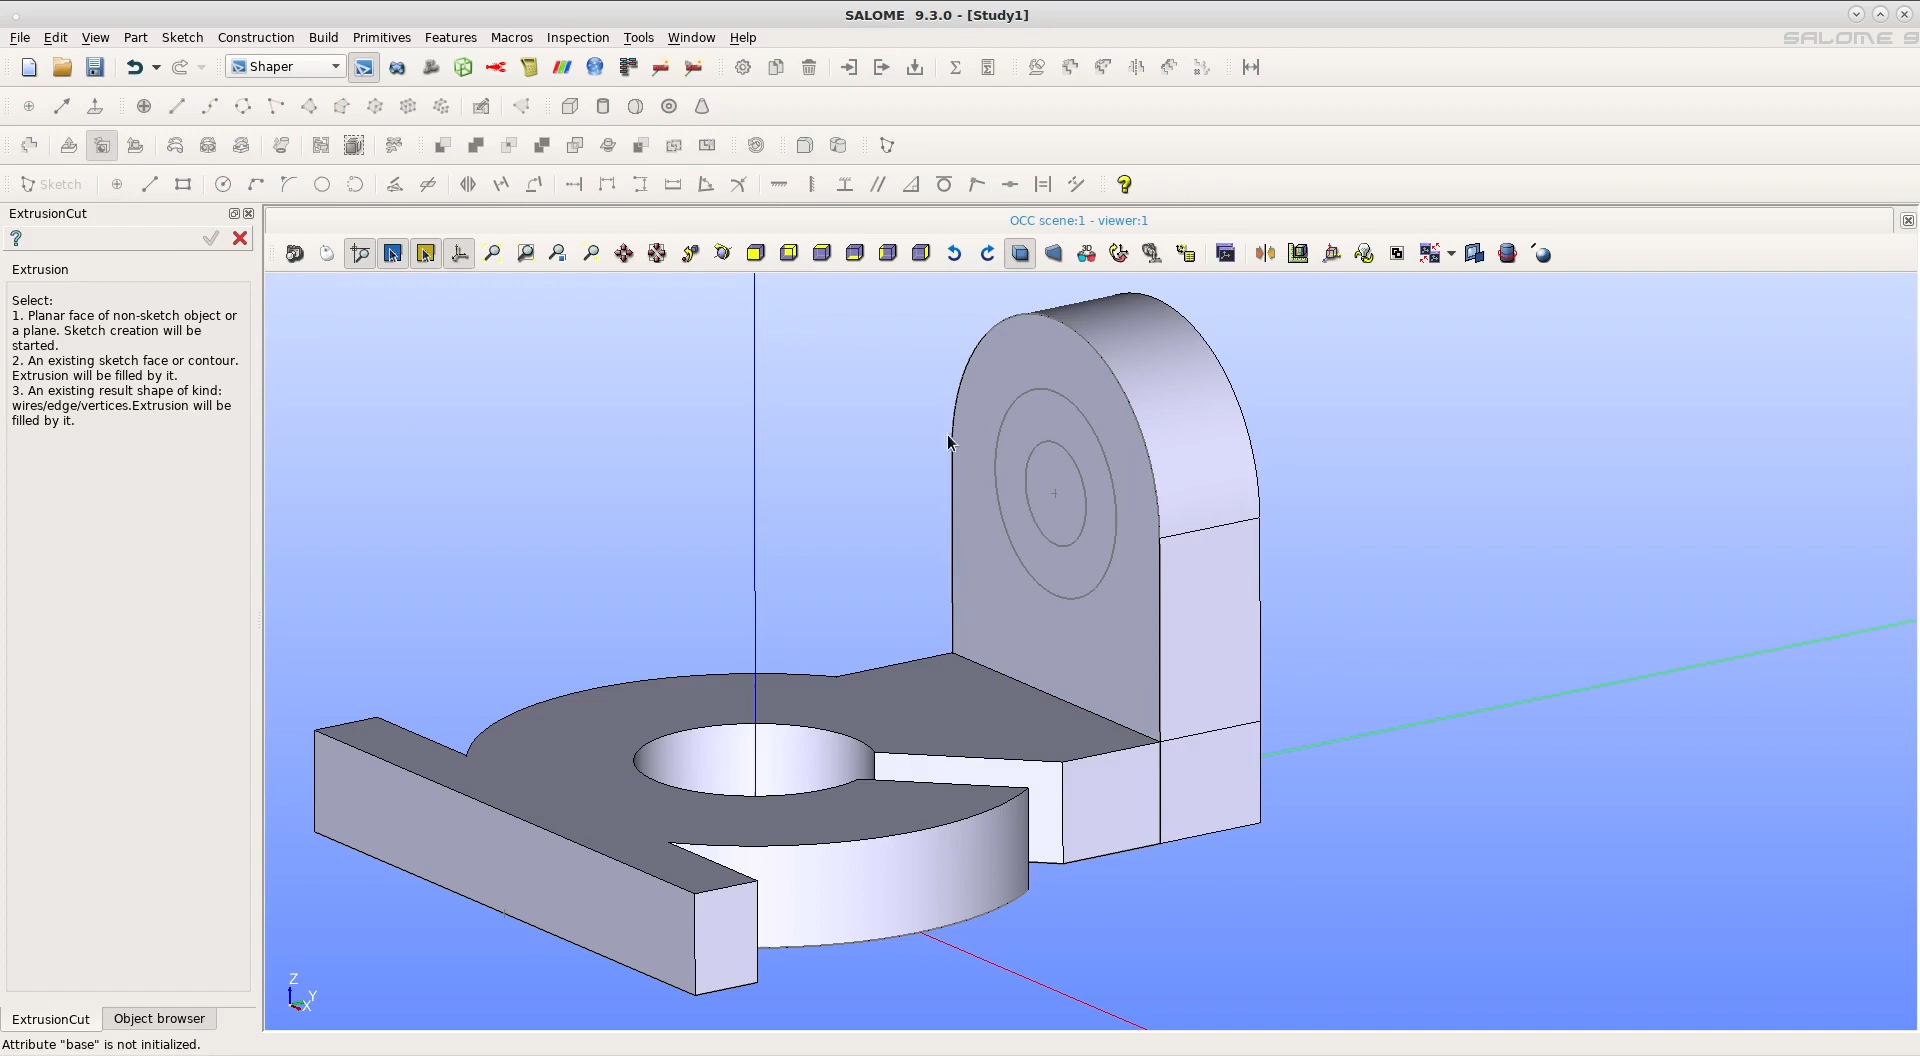 SALOME 9.3.0 - [Study1]
File Edit View Part Sketch Construction Build Primitives Features Macros Inspection Tools Window Help
SALOME 9
Shaper
Sketch
ExtrusionCut
OCC scene:1 - viewer:1
Extrusion
Select:
1. Planar face of non-sketch object or
a plane. Sketch creation will be
started.
2. An existing sketch face or contour.
Extrusion will be filled by it.
3. An existing result shape of kind:
wires/edge/vertices.Extrusion will be
filled by it.
Z
Y
X
ExtrusionCut Object browser
Attribute "base" is not initialized.